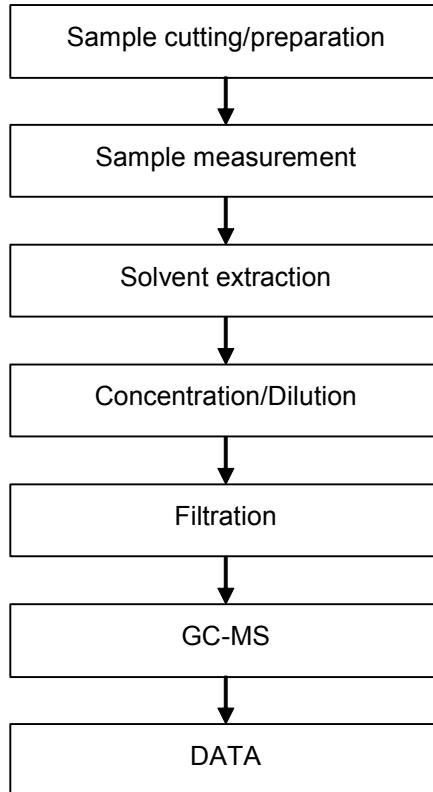 Sample cutting/preparation
Sample measurement
Solvent extraction
Concentration/Dilution
Filtration
GC-MS
DATA